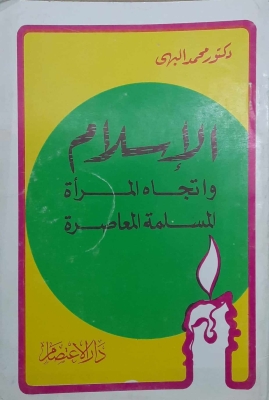 دكتور محمد البهي
الإسلام
واتجاه المرأة
المسلمة المعاصرة
دار الاعتصام